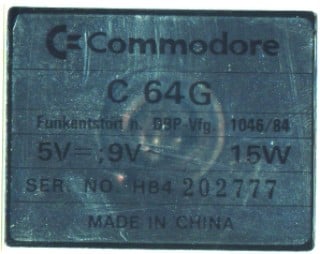 Commodore
C 64G
Funkentstört n. DBP Vfg. 1046/84
5V=;9V~ 15W
SER. NO. HB4 202777
MADE IN CHINA